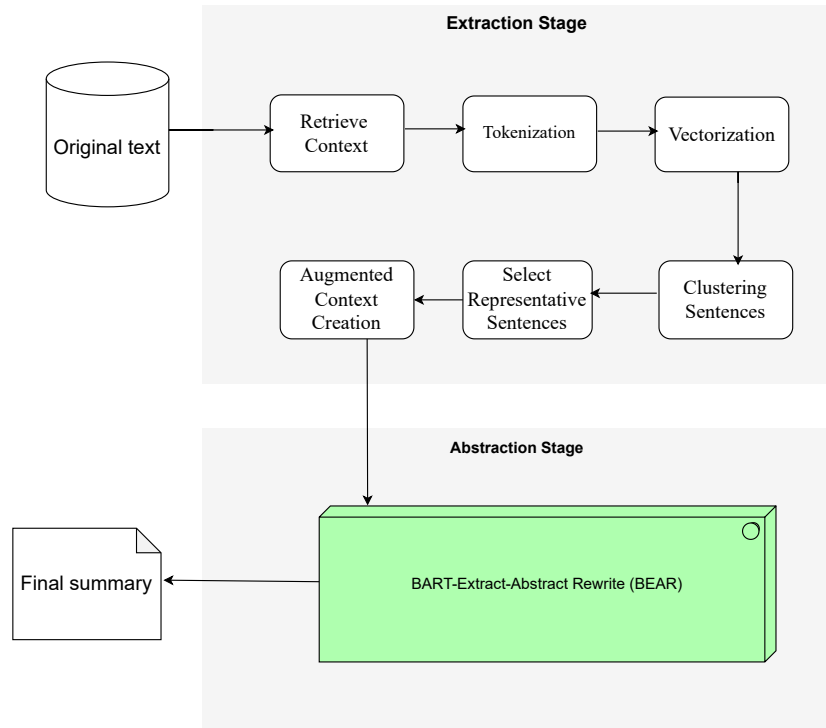 Extraction Stage
Original text
Retrieve
Context
Tokenization
Vectorization
Clustering
Sentences
Select
Representative
Sentences
Augmented
Context
Creation
Abstraction Stage
BART-Extract-Abstract Rewrite (BEAR)
Final summary